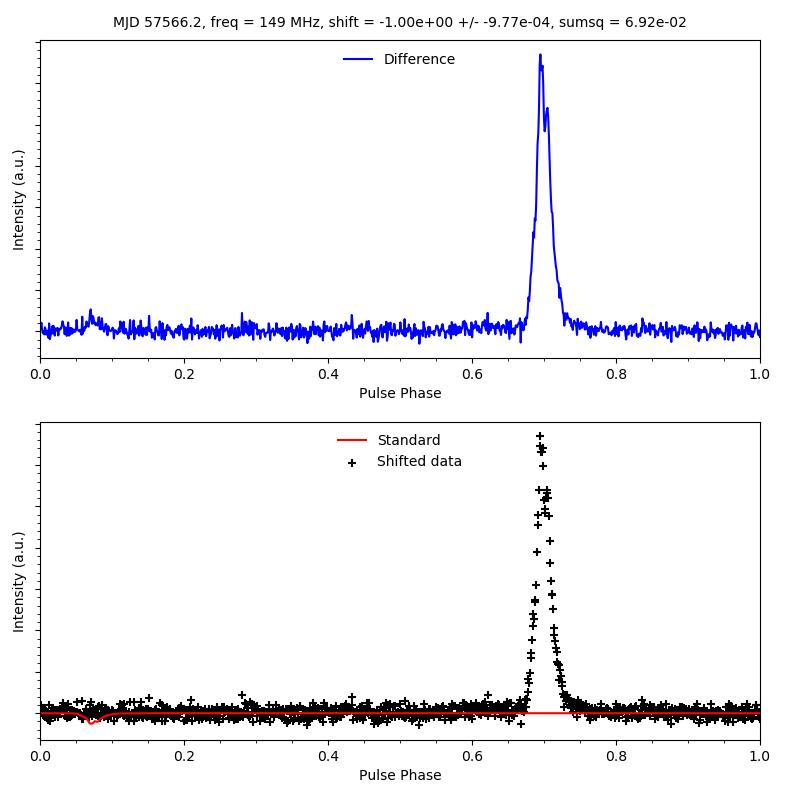 MJD 57566.2, freq = 149 MHz, shift = -1.00e+00 +/- -9.77e-04, sumsq = 6.92e-02
Difference
Intensity (a.u.)
0.0 0.2 0.4 0.6 0.8 1.0
Pulse Phase
Standard
Shifted data
Intensity (a.u.)
0.0 0.2 0.4 0.6 0.8 1.0
Pulse Phase